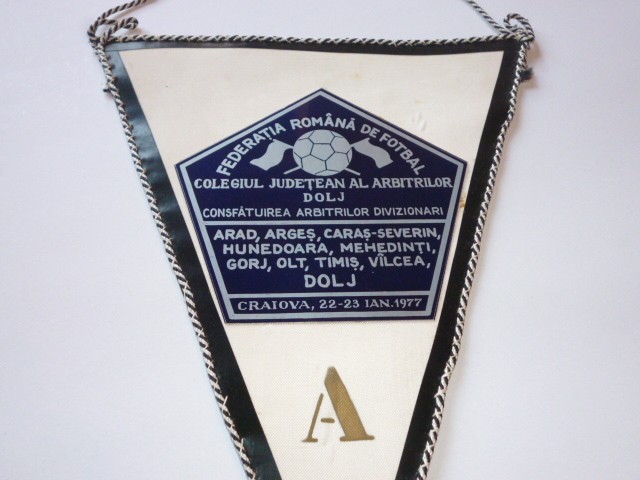 FEDERAȚIA ROMÂNĂ DE FOTBAL
COLEGIUL JUDEȚEAN AL ARBITRILOR
DOLJ
CONSFĂTUIREA ARBITRILOR DIVIZIONARI
ARAD, ARGEȘ, CARAȘ-SEVERIN,
HUNEDOARA, MEHEDINȚI,
GORJ, OLT, TIMIȘ, VÎLCEA,
DOLJ
CRAIOVA, 22-23 IAN. 1977
A